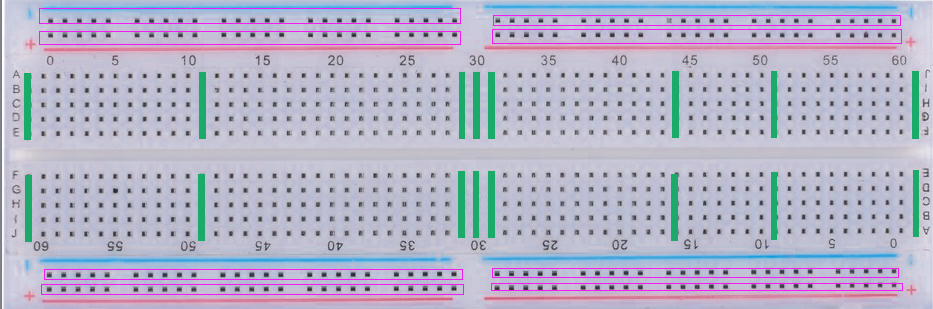 + +
0 5 10 15 20 25 30 35 40 45 50 55 60
A J
B I
C H
D G
E F
F E
G D
H C
I B
J A
60 55 50 45 40 35 30 25 20 15 10 5 0
+ +